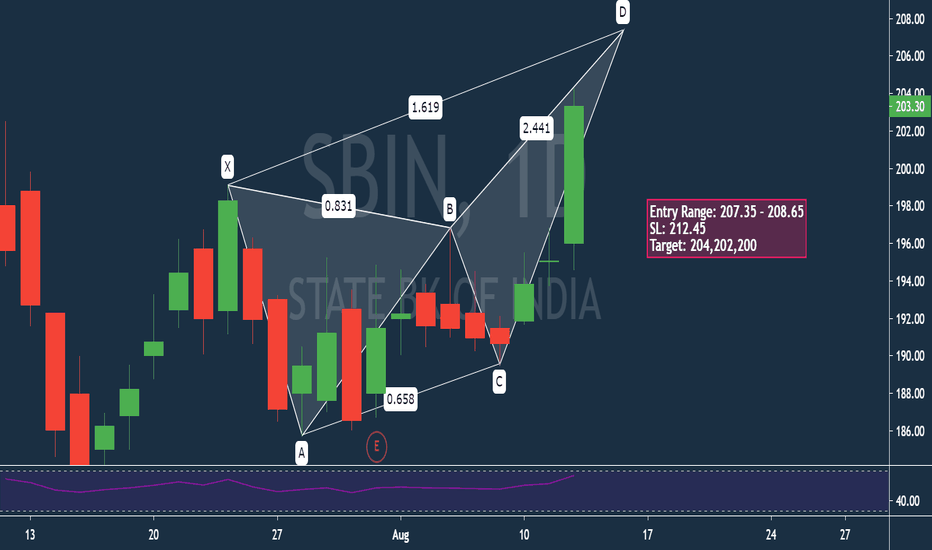 D
208.00
206.00
204.00
203.30
202.00
200.00
198.00
196.00
194.00
192.00
190.00
188.00
186.00
40.00
1.619
2.441
X
0.831
B
SBIN, 1D
STATE BK OF INDIA
Entry Range: 207.35 - 208.65
SL: 212.45
Target: 204,202,200
C
0.658
A
E
13
20
27
Aug
10
17
24
27